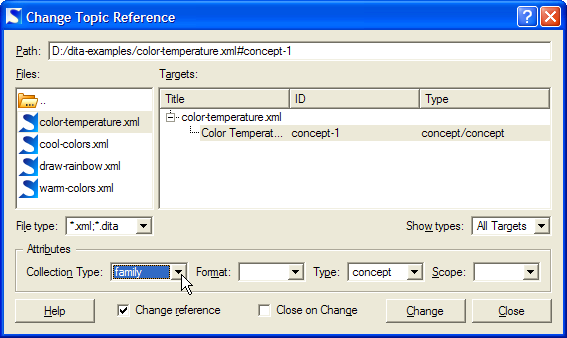 Change Topic Reference
Path: D:/dita-examples/color-temperature.xml#concept-1
Files: Targets:
..
color-temperature.xml
cool-colors.xml
draw-rainbow.xml
warm-colors.xml
Title ID Type
color-temperature.xml
Color Temperat... concept-1 concept/concept
File type: *.xml;*.dita Show types: All Targets
Attributes
Collection Type: family Format: Type: concept Scope:
Help Change reference Close on Change Change Close